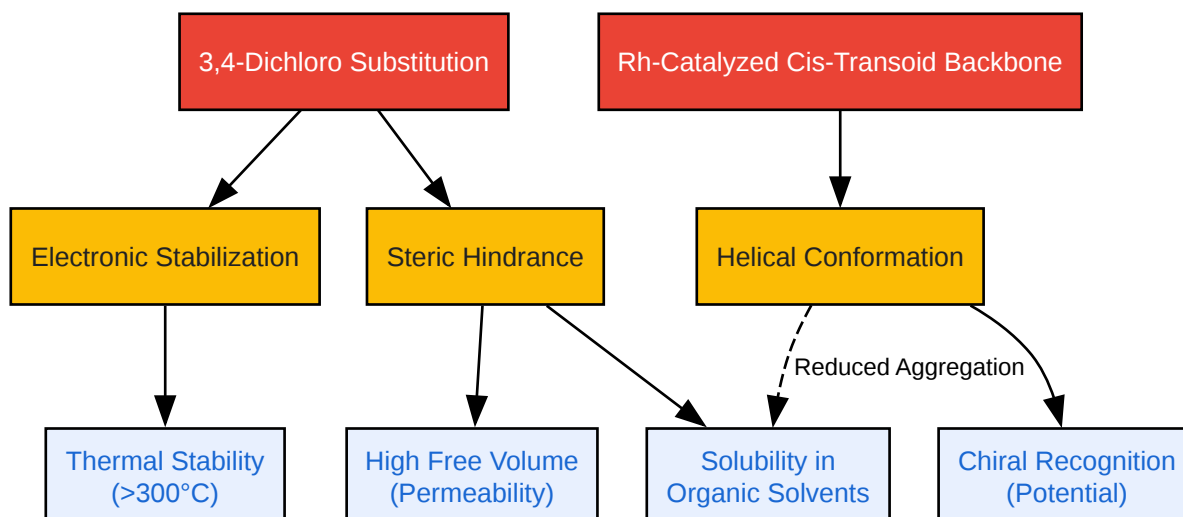 3,4-Dichloro Substitution
Rh-Catalyzed Cis-Transoid Backbone
Electronic Stabilization
Steric Hindrance
Helical Conformation
Reduced Aggregation
Thermal Stability
(>300°C)
High Free Volume
(Permeability)
Solubility in
Organic Solvents
Chiral Recognition
(Potential)